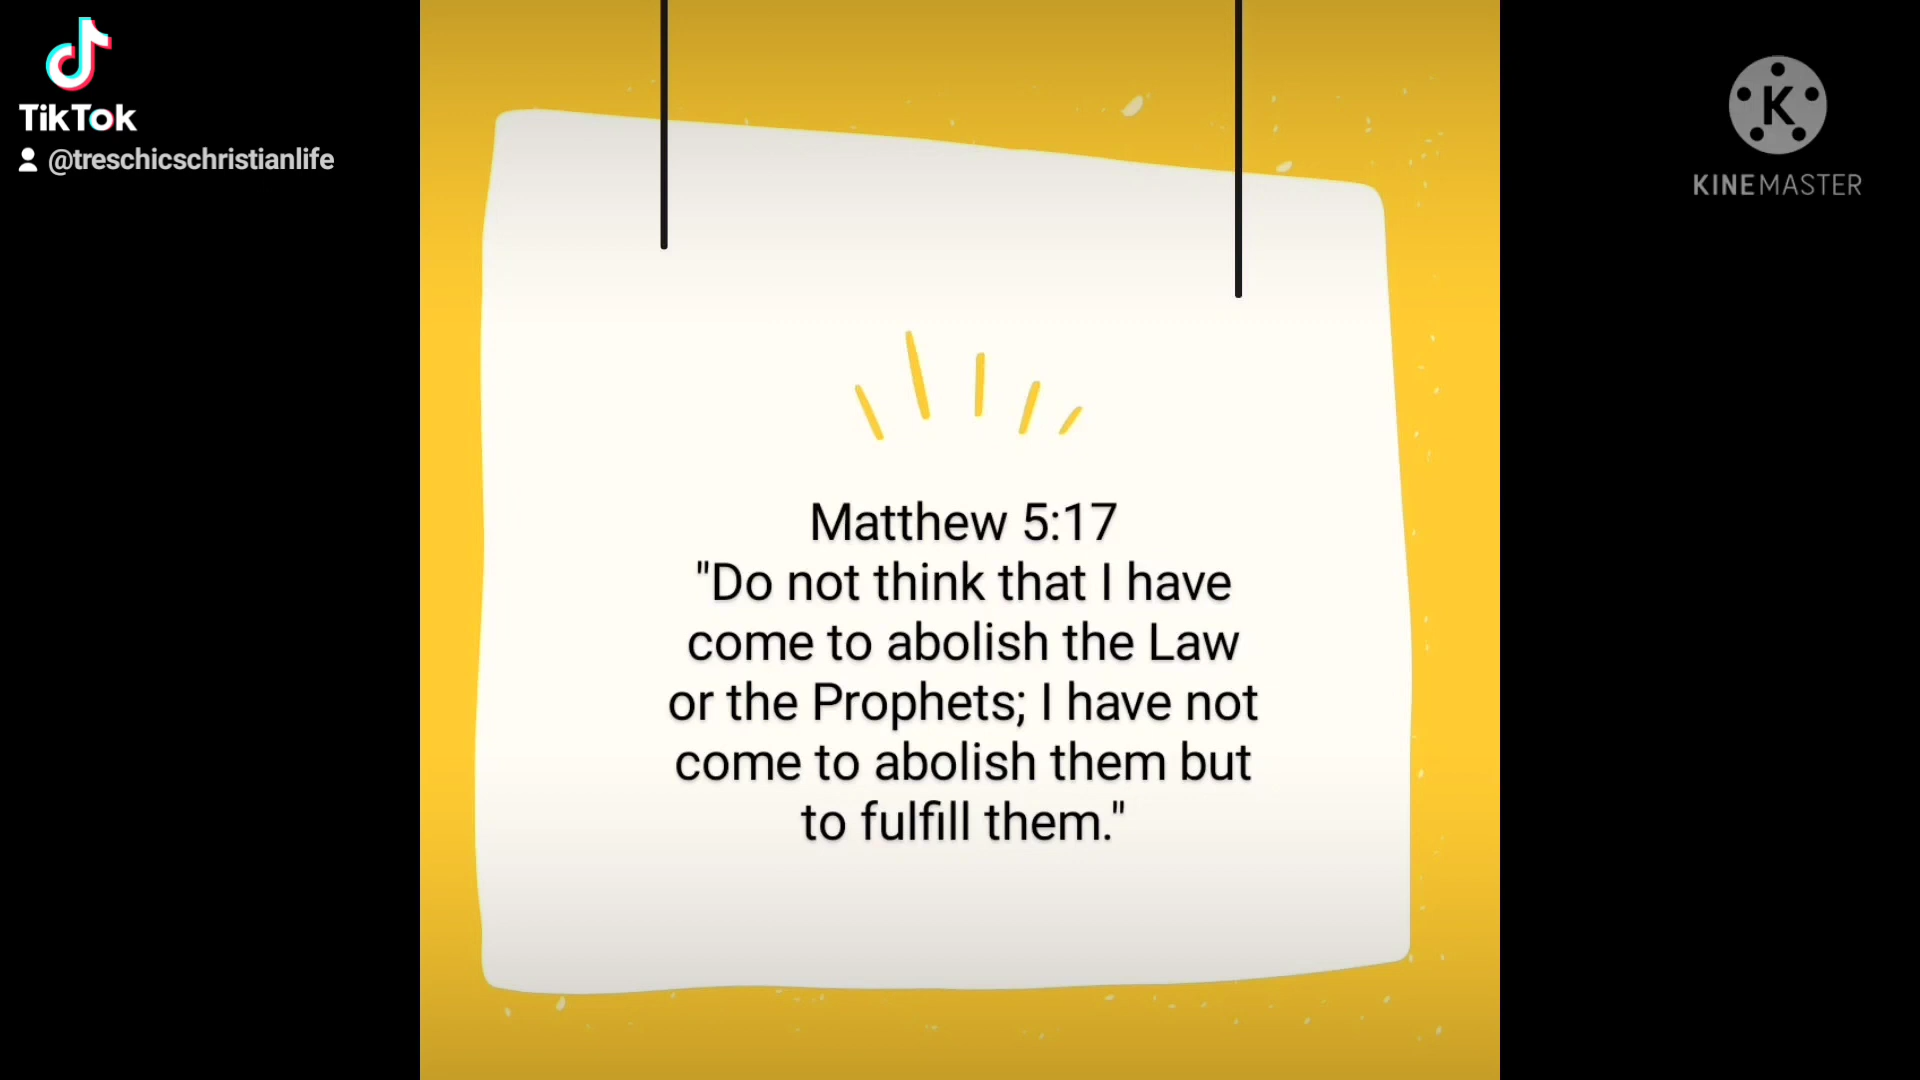 TikTok
@treschicschristianlife
K
KINEMASTER
Matthew 5:17
"Do not think that I have
come to abolish the Law
or the Prophets; I have not
come to abolish them but
to fulfill them."